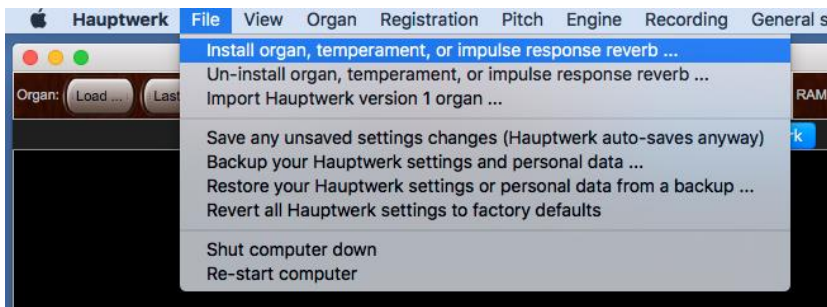 Hauptwerk File View Organ Registration Pitch Engine Recording General s
Install organ, temperament, or impulse response reverb ...
Un-install organ, temperament, or impulse response reverb ...
Organ: Load ... Last
Import Hauptwerk version 1 organ ...
RAM
Save any unsaved settings changes (Hauptwerk auto-saves anyway)
rk
Backup your Hauptwerk settings and personal data ...
Restore your Hauptwerk settings or personal data from a backup ...
Revert all Hauptwerk settings to factory defaults
Shut computer down
Re-start computer